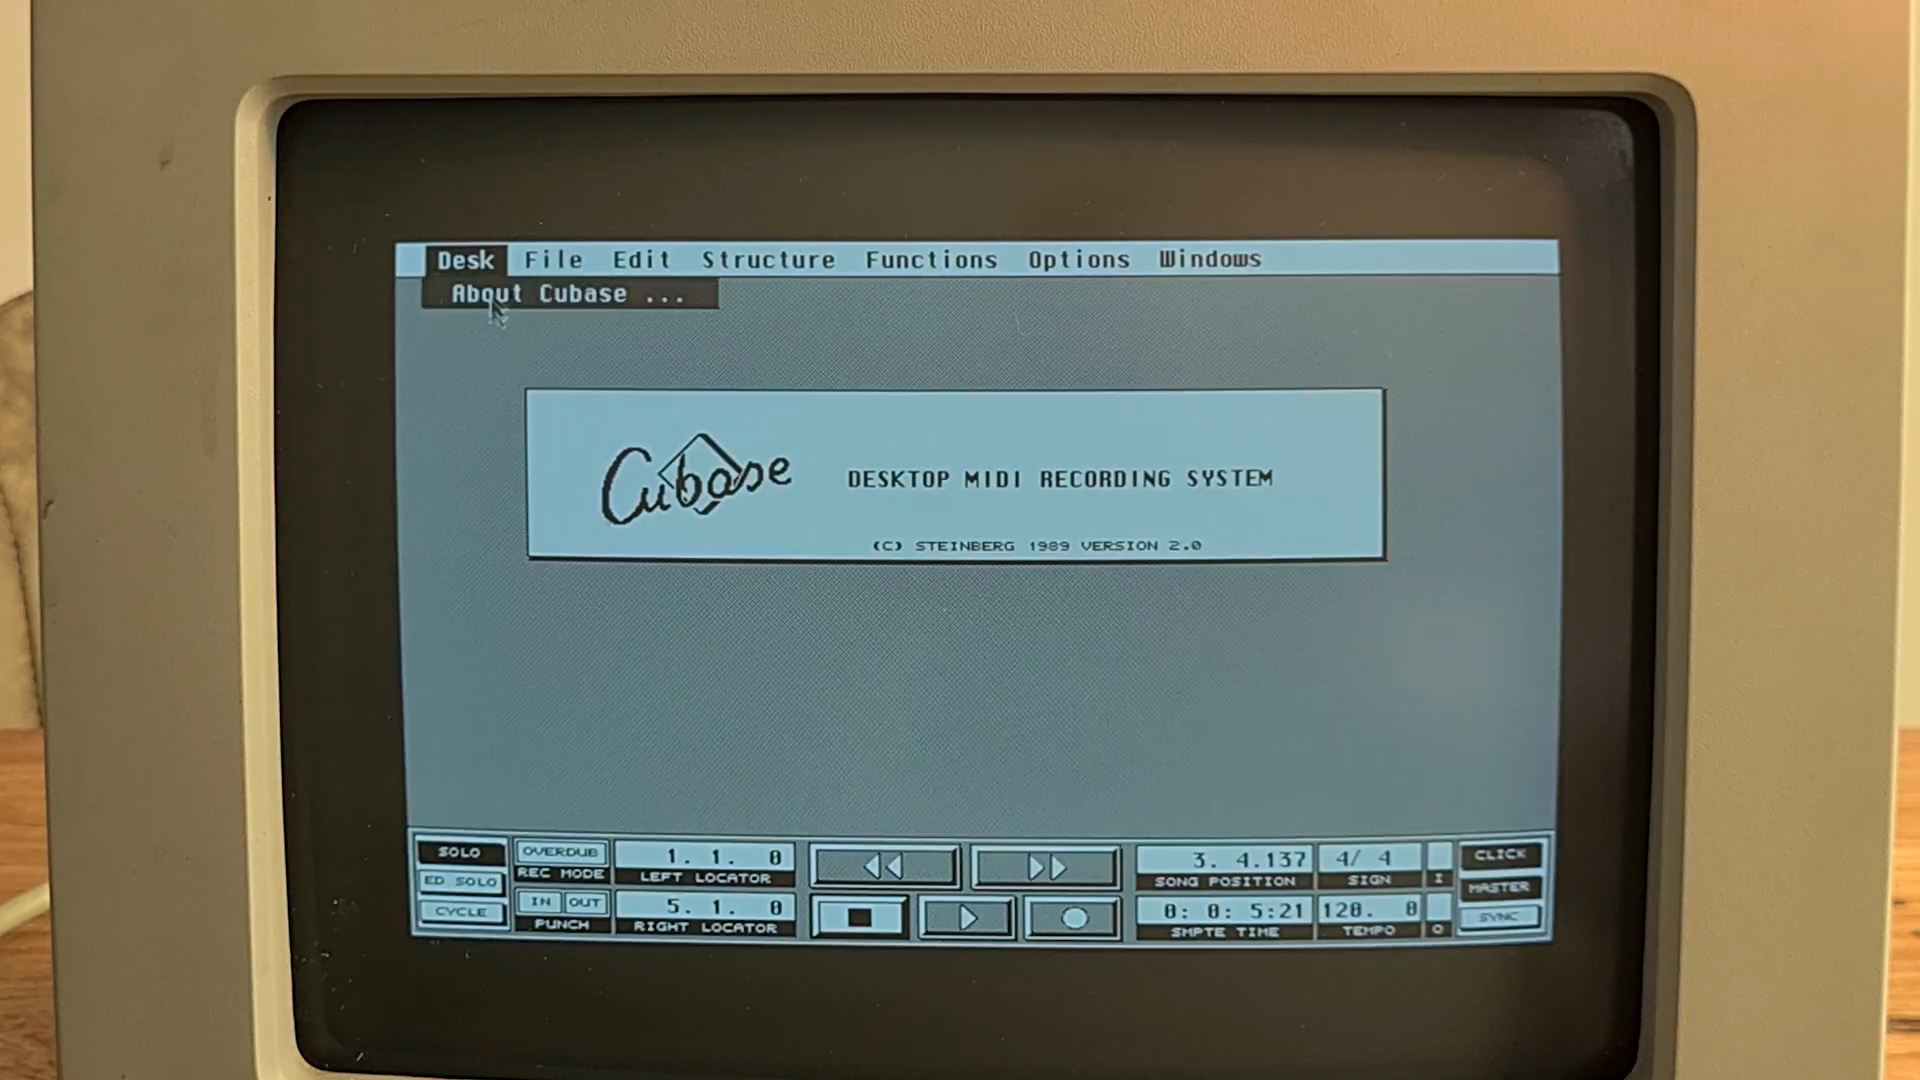 Desk File Edit Structure Functions Options Windows
About Cubase ...
Cubase
DESKTOP MIDI RECORDING SYSTEM
(C) STEINBERG 1989 VERSION 2.0
SOLO OVERDUB 1. 1. 0 3. 4.137 4/ 4 CLICK
REC MODE LEFT LOCATOR SONG POSITION SIGN I
ED SOLO MASTER
CYCLE IN OUT 5. 1. 0 0: 0: 5:21 120. 0 SYNC
PUNCH RIGHT LOCATOR SMPTE TIME TEMPO O